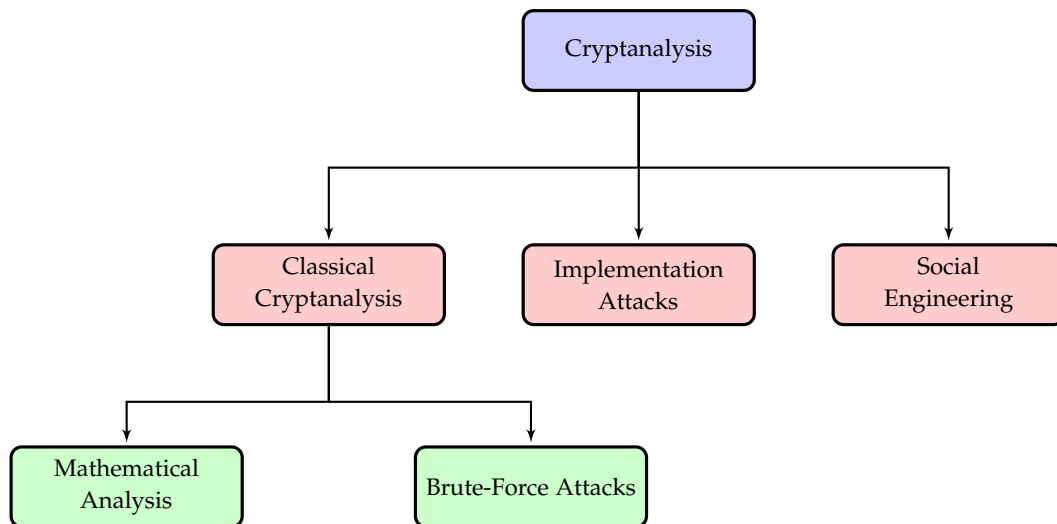 Cryptanalysis
Classical
Cryptanalysis
Implementation
Attacks
Social
Engineering
Mathematical
Analysis
Brute-Force Attacks